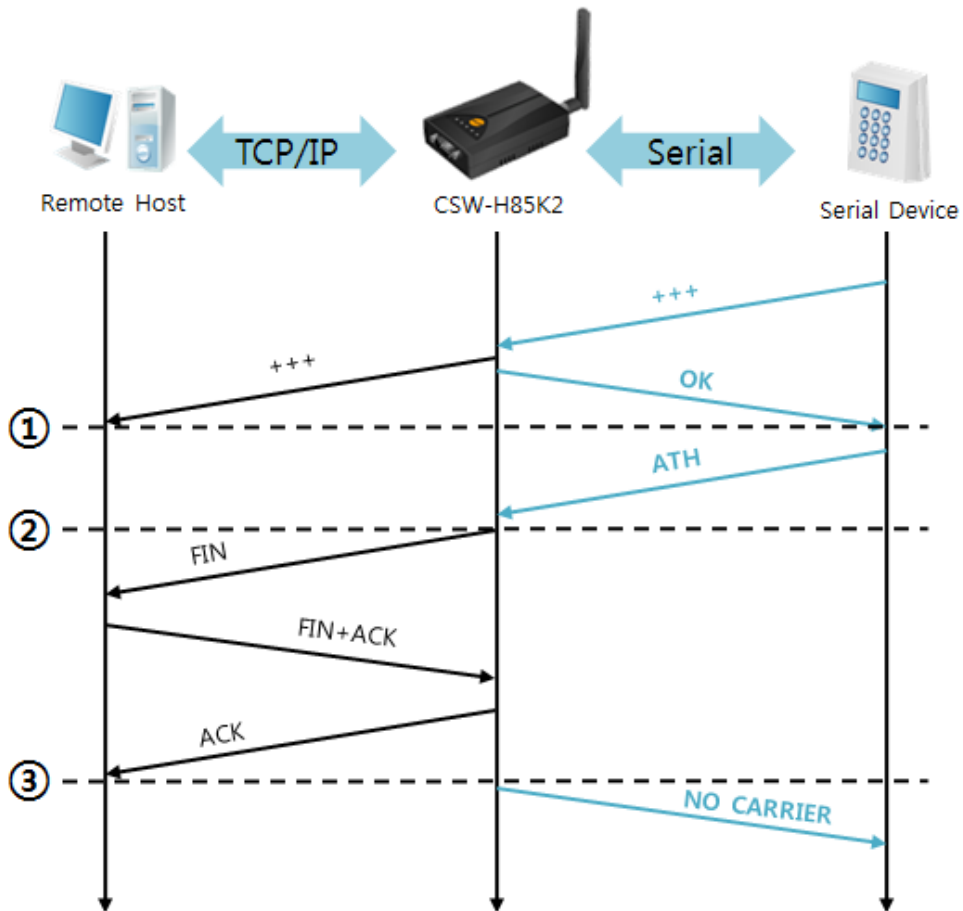 TCP/IP
Serial
Remote Host
CSW-H85K2
Serial Device
+++
+++
OK
①
ATH
②
FIN
FIN+ACK
ACK
③
NO CARRIER